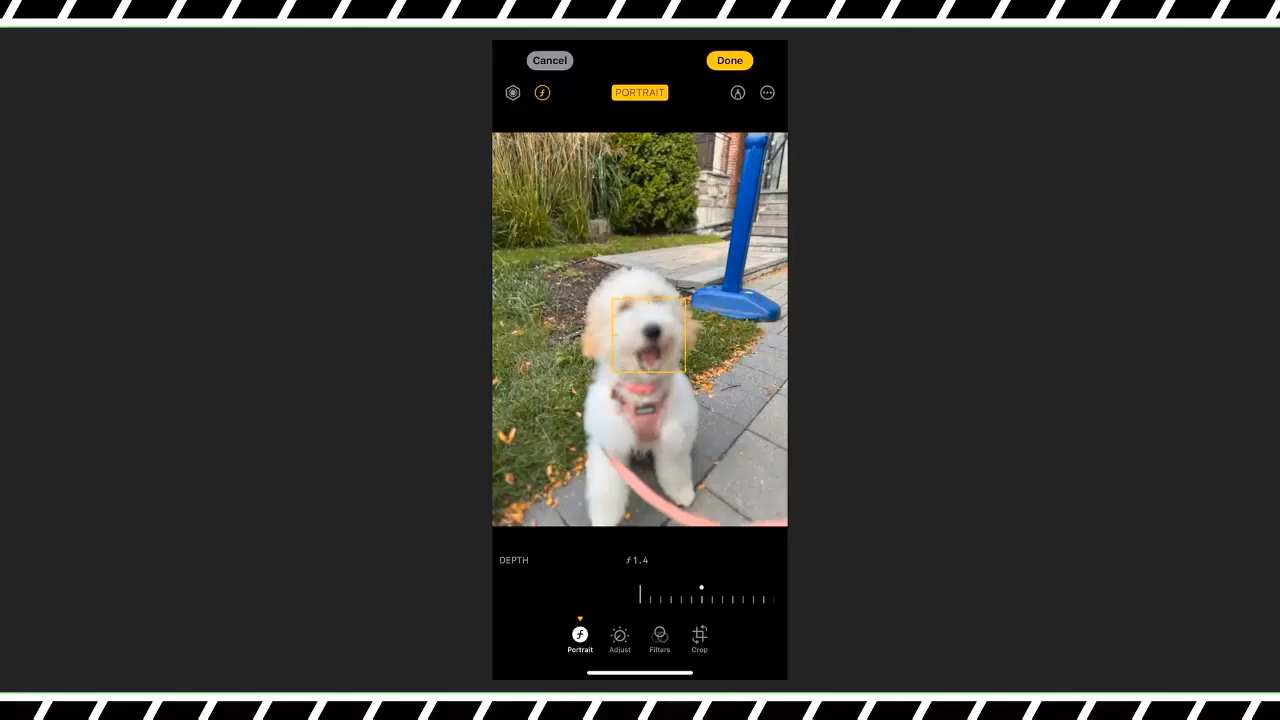 Cancel
Done
PORTRAIT
DEPTH
ƒ1.4
Portrait
Adjust
Filters
Crop